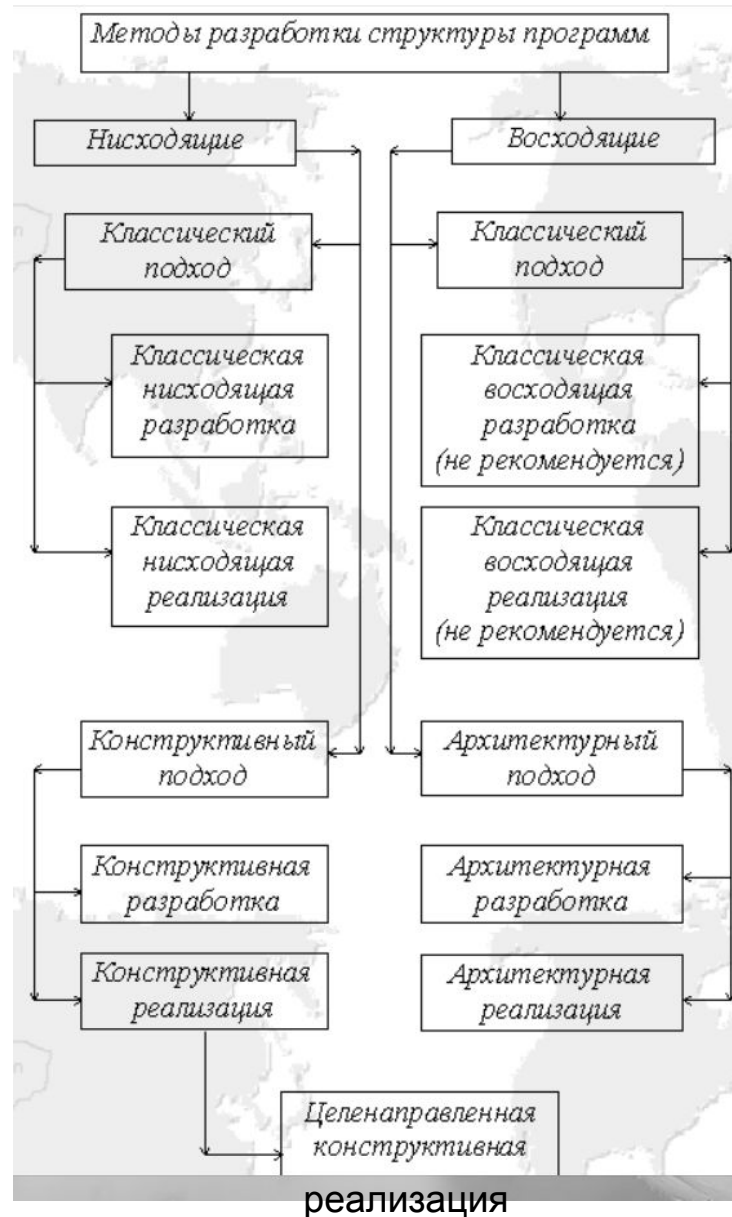 Методы разработки структуры программ
Нисходящие
Восходящие
Классический
подход
Классический
подход
Классическая
нисходящая
разработка
Классическая
восходящая
разработка
(не рекомендуется)
Классическая
нисходящая
реализация
Классическая
восходящая
реализация
(не рекомендуется)
Конструктивный
подход
Архитектурный
подход
Конструктивная
разработка
Архитектурная
разработка
Конструктивная
реализация
Архитектурная
реализация
Целенаправленная
конструктивная
реализация